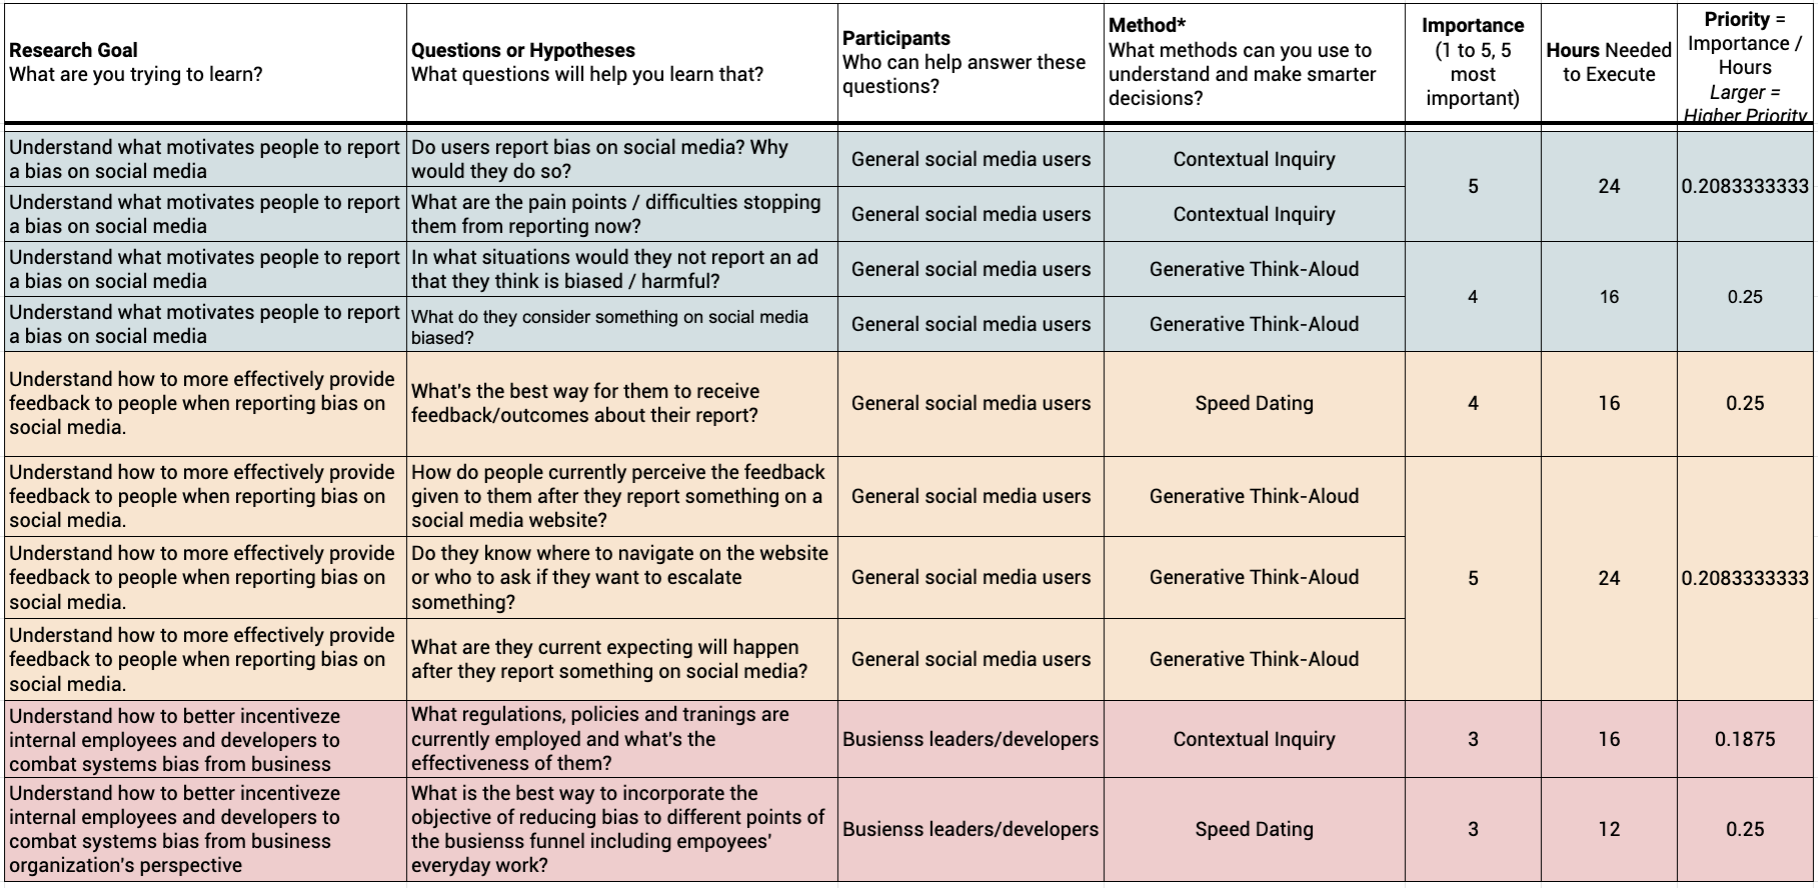 Research Goal
What are you trying to learn?
Questions or Hypotheses
What questions will help you learn that?
Participants
Who can help answer these
questions?
Method*
What methods can you use to
understand and make smarter
decisions?
Importance
(1 to 5, 5
most
important)
Hours Needed
to Execute
Priority =
Importance /
Hours
Larger =
Higher Priority
Understand what motivates people to report
a bias on social media
Do users report bias on social media? Why
would they do so?
General social media users
Contextual Inquiry
5
24
0.2083333333
Understand what motivates people to report
a bias on social media
What are the pain points / difficulties stopping
them from reporting now?
General social media users
Contextual Inquiry
Understand what motivates people to report
a bias on social media
In what situations would they not report an ad
that they think is biased / harmful?
General social media users
Generative Think-Aloud
4
16
0.25
Understand what motivates people to report
a bias on social media
What do they consider something on social media
biased?
General social media users
Generative Think-Aloud
Understand how to more effectively provide
feedback to people when reporting bias on
social media.
What's the best way for them to receive
feedback/outcomes about their report?
General social media users
Speed Dating
4
16
0.25
Understand how to more effectively provide
feedback to people when reporting bias on
social media.
How do people currently perceive the feedback
given to them after they report something on a
social media website?
General social media users
Generative Think-Aloud
5
24
0.2083333333
Understand how to more effectively provide
feedback to people when reporting bias on
social media.
Do they know where to navigate on the website
or who to ask if they want to escalate
something?
General social media users
Generative Think-Aloud
Understand how to more effectively provide
feedback to people when reporting bias on
social media.
What are they current expecting will happen
after they report something on social media?
General social media users
Generative Think-Aloud
Understand how to better incentiveze
internal employees and developers to
combat systems bias from business
What regulations, policies and tranings are
currently employed and what's the
effectiveness of them?
Busienss leaders/developers
Contextual Inquiry
3
16
0.1875
Understand how to better incentiveze
internal employees and developers to
combat systems bias from business
organization's perspective
What is the best way to incorporate the
objective of reducing bias to different points of
the busienss funnel including empoyees'
everyday work?
Busienss leaders/developers
Speed Dating
3
12
0.25